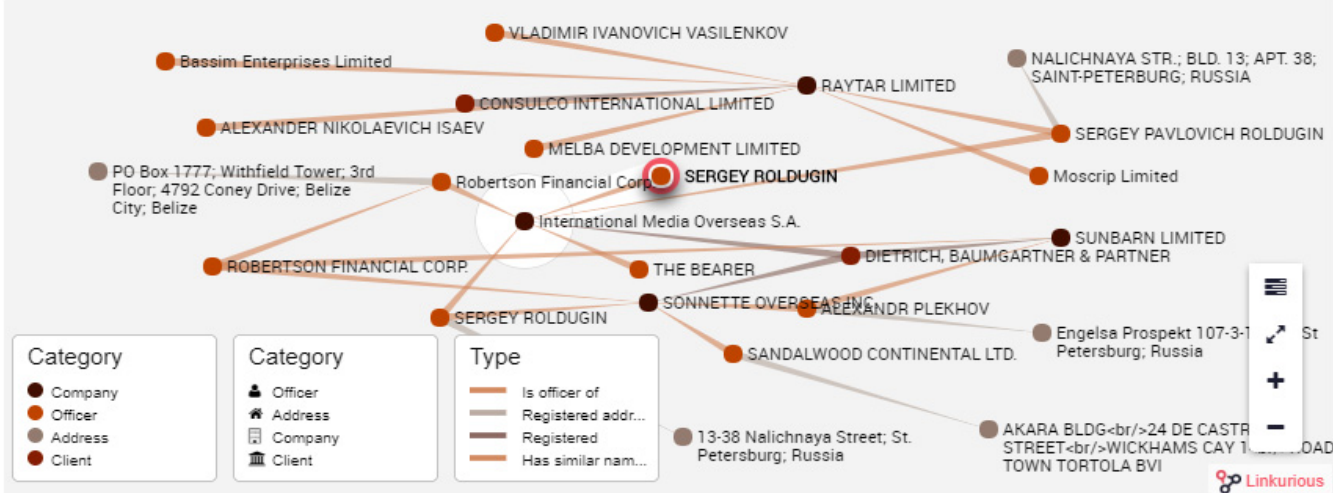 VLADIMIR IVANOVICH VASILENKOV
Bassim Enterprises Limited
NALICHNAYA STR.; BLD. 13; APT. 38;
SAINT-PETERBURG; RUSSIA
RAYTAR LIMITED
CONSULCO INTERNATIONAL LIMITED
ALEXANDER NIKOLAEVICH ISAEV
SERGEY PAVLOVICH ROLDUGIN
MELBA DEVELOPMENT LIMITED
PO Box 1777; Withfield Tower; 3rd
Floor; 4792 Coney Drive; Belize
City; Belize
Robertson Financial Corp.
SERGEY ROLDUGIN
Moscrip Limited
International Media Overseas S.A.
SUNBARN LIMITED
DIETRICH, BAUMGARTNER & PARTNER
ROBERTSON FINANCIAL CORP.
THE BEARER
SONNETTE OVERSEAS INC.
ALEXANDR PLEKHOV
SERGEY ROLDUGIN
Engelsa Prospekt 107-3-1 St
Petersburg; Russia
SANDALWOOD CONTINENTAL LTD.
Category
Company
Officer
Address
Client
Category
Officer
Address
Company
Client
Type
Is officer of
Registered addr...
Registered
Has similar nam...
13-38 Nalichnaya Street; St.
Petersburg; Russia
AKARA BLDG<br/>24 DE CASTR
STREET<br/>WICKHAMS CAY 1 ROAD
TOWN TORTOLA BVI
Linkurious